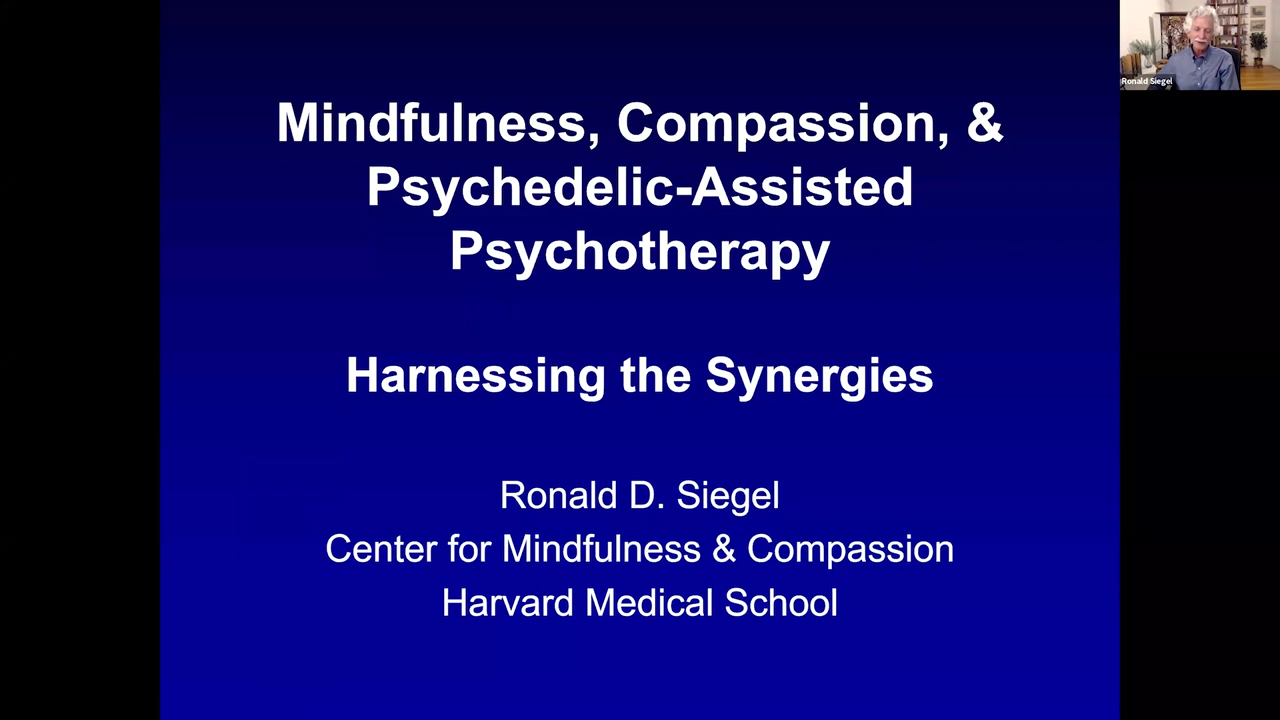 Mindfulness, Compassion, &
Psychedelic-Assisted
Psychotherapy
Harnessing the Synergies
Ronald D. Siegel
Center for Mindfulness & Compassion
Harvard Medical School
Ronald Siegel